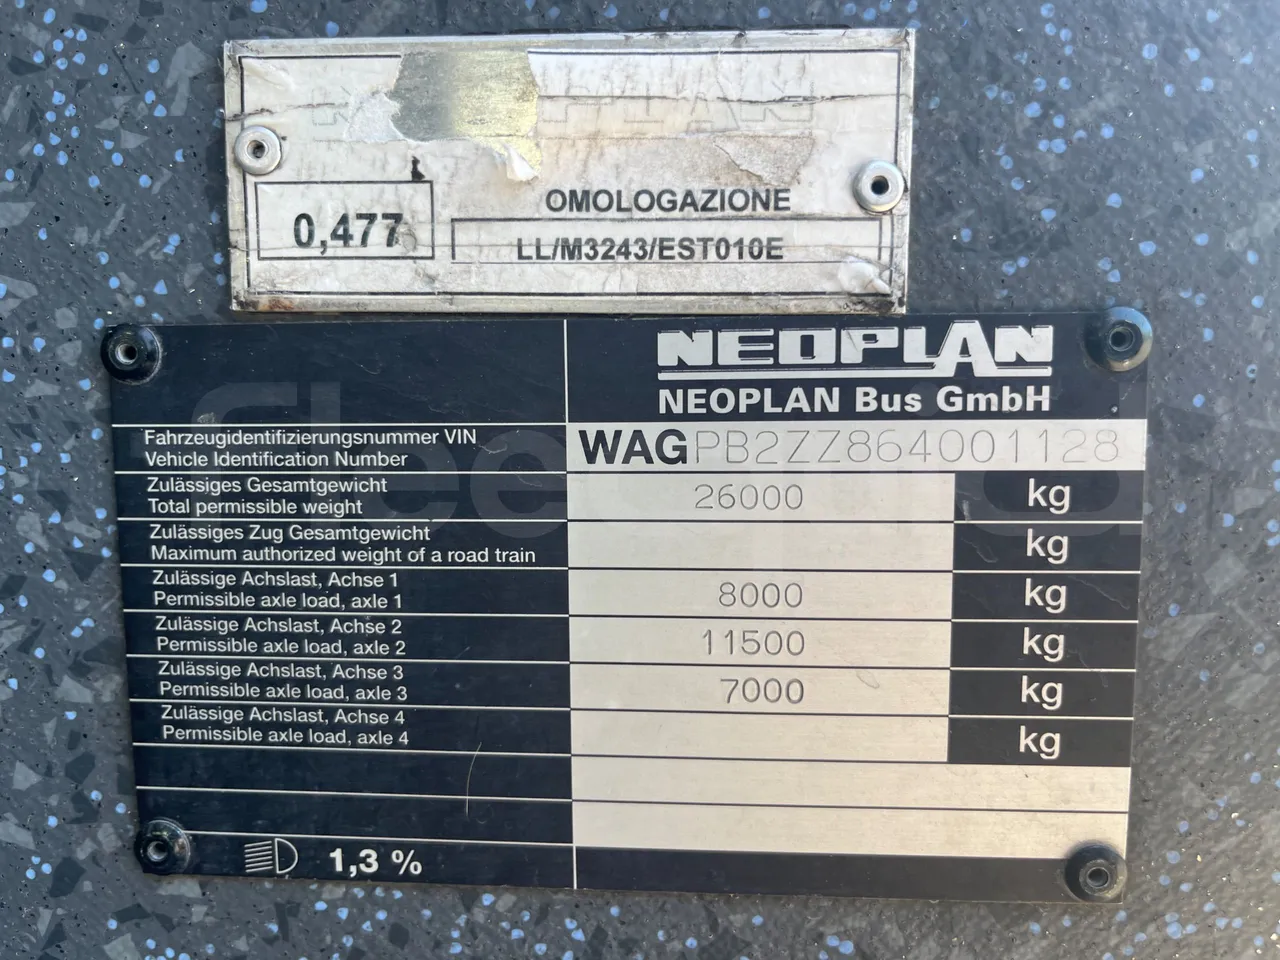 NEOPLAN
0,477
OMOLOGAZIONE
LL/M3243/EST010E
NEOPLAN
NEOPLAN Bus GmbH
Fahrzeugidentifizierungsnummer VIN
Vehicle Identification Number
WAGPB2ZZ864001128
Zulässiges Gesamtgewicht
Total permissible weight
26000 kg
Zulässiges Zug Gesamtgewicht
Maximum authorized weight of a road train
kg
Zulässige Achslast, Achse 1
Permissible axle load, axle 1
8000 kg
Zulässige Achslast, Achse 2
Permissible axle load, axle 2
11500 kg
Zulässige Achslast, Achse 3
Permissible axle load, axle 3
7000 kg
Zulässige Achslast, Achse 4
Permissible axle load, axle 4
kg
1,3 %